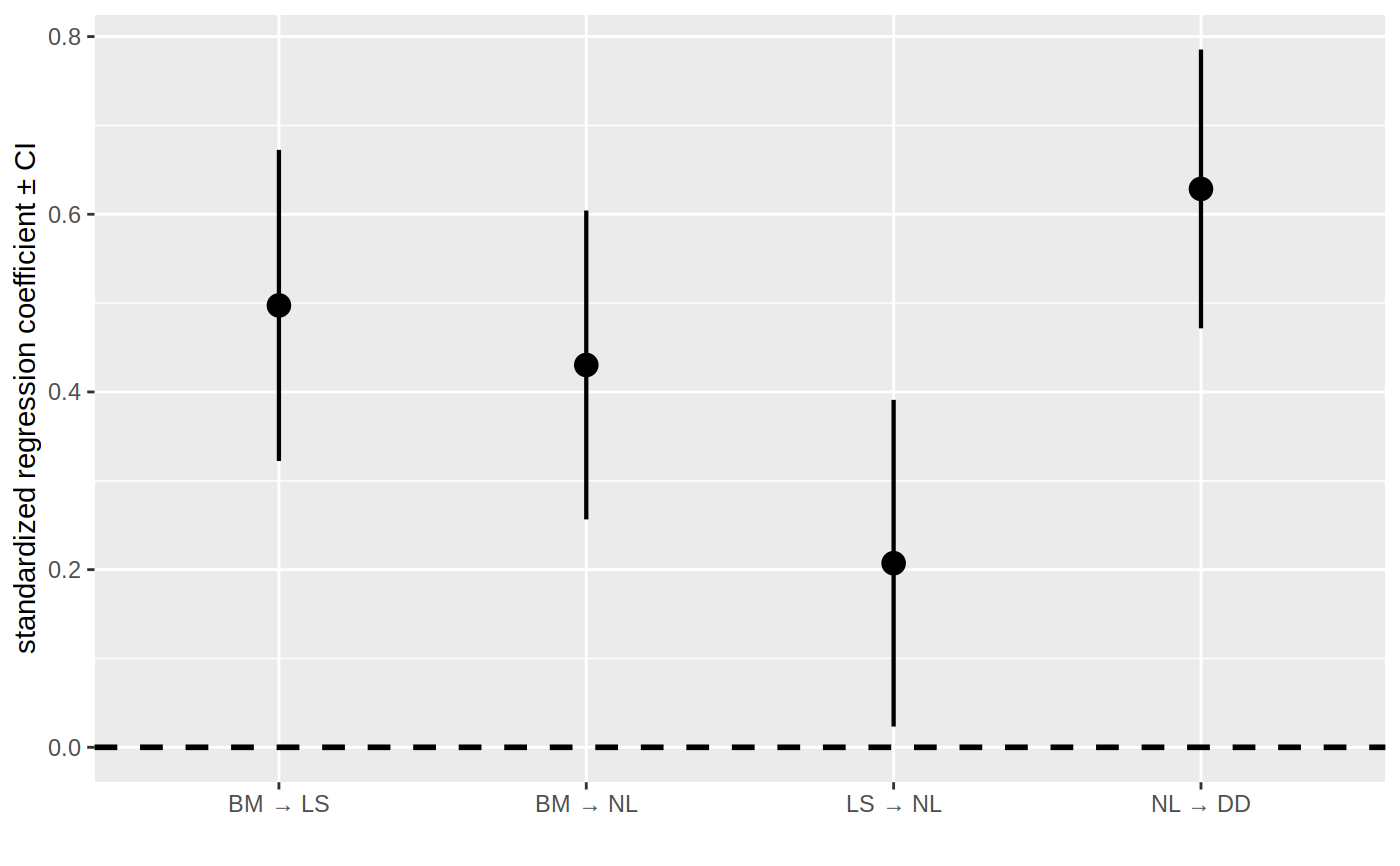 standardized regression coefficient ± CI
0.8
0.6
0.4
0.2
0.0
BM → LS
BM → NL
LS → NL
NL → DD